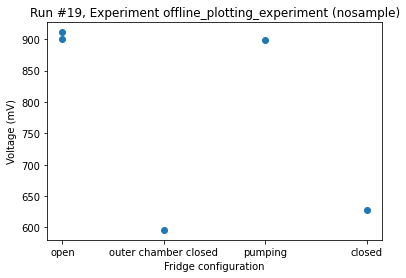 Run #19, Experiment offline_plotting_experiment (nosample)
900
850
800
750
700
650
600
Voltage (mV)
open
outer chamber closed
pumping
closed
Fridge configuration